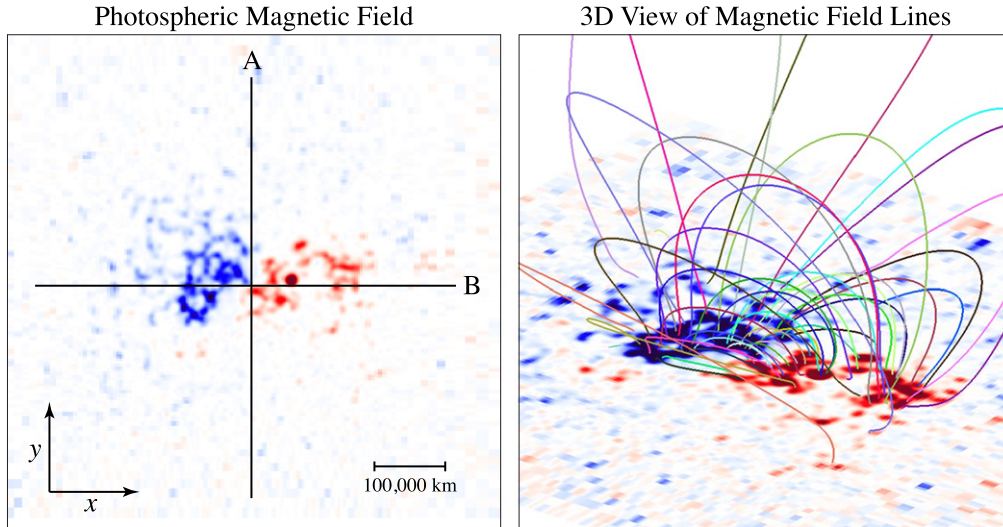 Photospheric Magnetic Field
3D View of Magnetic Field Lines
A
B
y
x
100,000 km